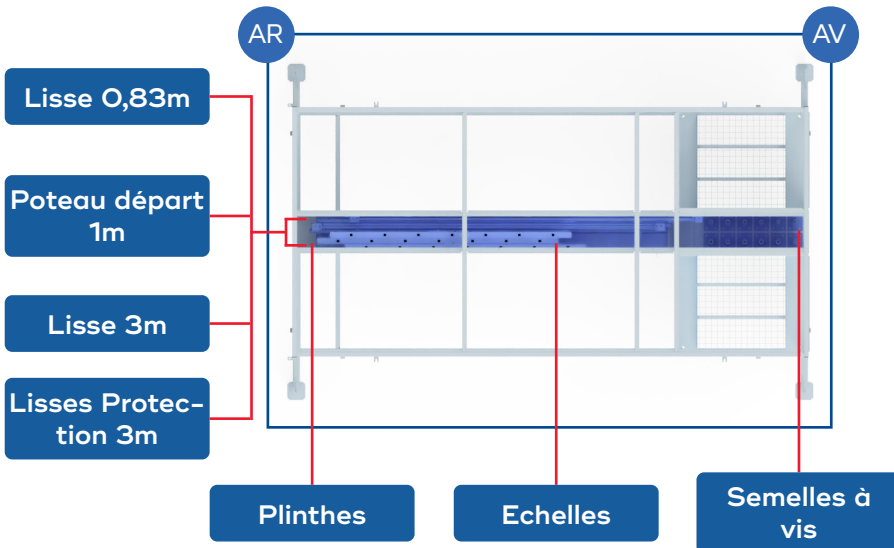 AR
AV
Lisse 0,83m
Poteau départ
1m
Lisse 3m
Lisses Protec-
tion 3m
Plinthes
Echelles
Semelles à
vis